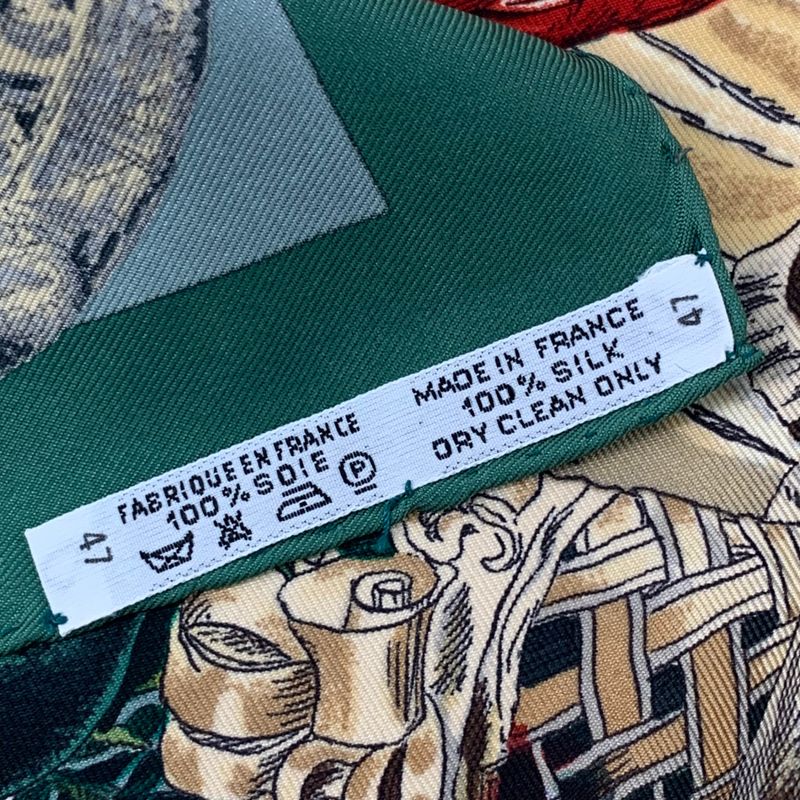 FABRIQUE EN FRANCE
100% SOIE
47
MADE IN FRANCE
100% SILK
DRY CLEAN ONLY
47
P